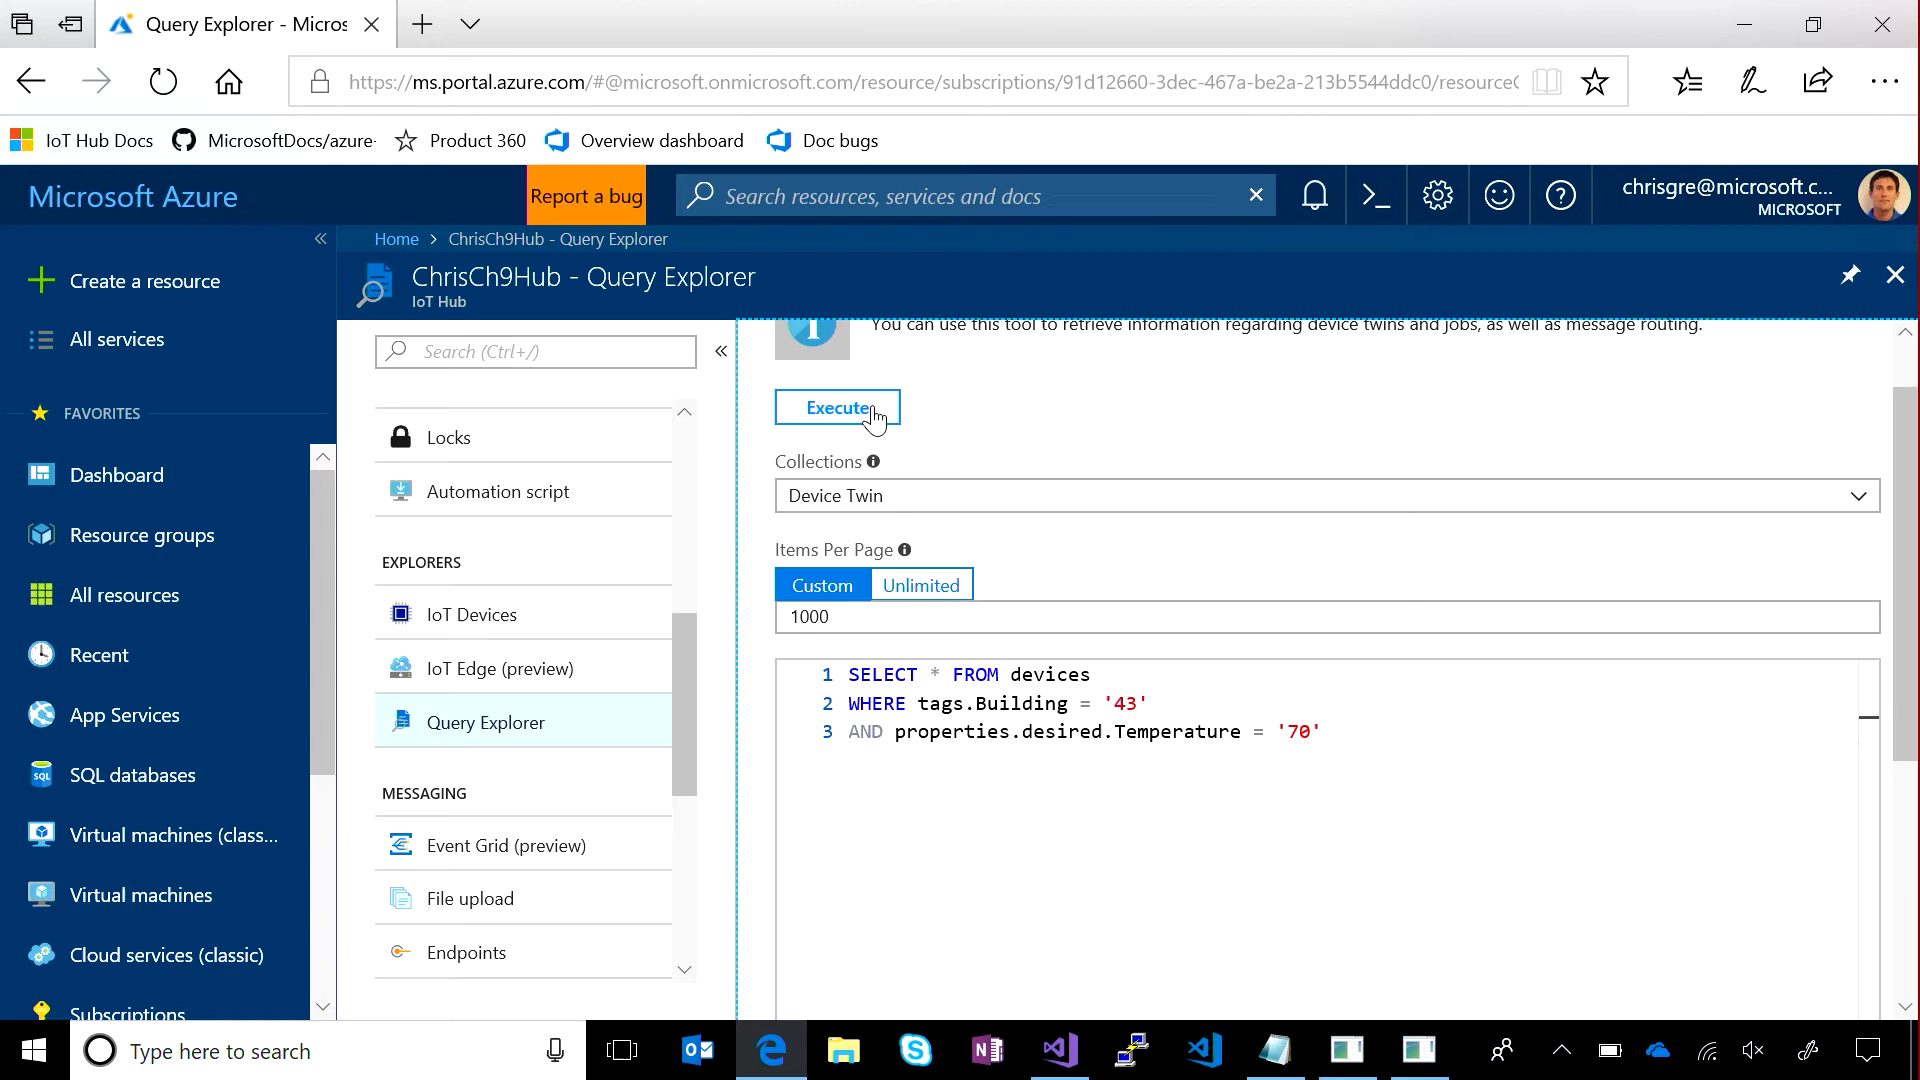 Query Explorer - Micros
https://ms.portal.azure.com/#@microsoft.onmicrosoft.com/resource/subscriptions/91d12660-3dec-467a-be2a-213b5544ddc0/resource
IoT Hub Docs
MicrosoftDocs/azure-
Product 360
Overview dashboard
Doc bugs
Microsoft Azure
Report a bug
Search resources, services and docs
chrisgre@microsoft.c...
MICROSOFT
Home > ChrisCh9Hub - Query Explorer
ChrisCh9Hub - Query Explorer
IoT Hub
Create a resource
All services
FAVORITES
Dashboard
Resource groups
All resources
Recent
App Services
SQL databases
Virtual machines (class...
Virtual machines
Cloud services (classic)
Subscriptions
Search (Ctrl+/)
Locks
Automation script
EXPLORERS
IoT Devices
IoT Edge (preview)
Query Explorer
MESSAGING
Event Grid (preview)
File upload
Endpoints
You can use this tool to retrieve information regarding device twins and jobs, as well as message routing.
Execute
Collections
Device Twin
Items Per Page
Custom Unlimited
1000
1 SELECT * FROM devices
2 WHERE tags.Building = '43'
3 AND properties.desired.Temperature = '70'
Type here to search